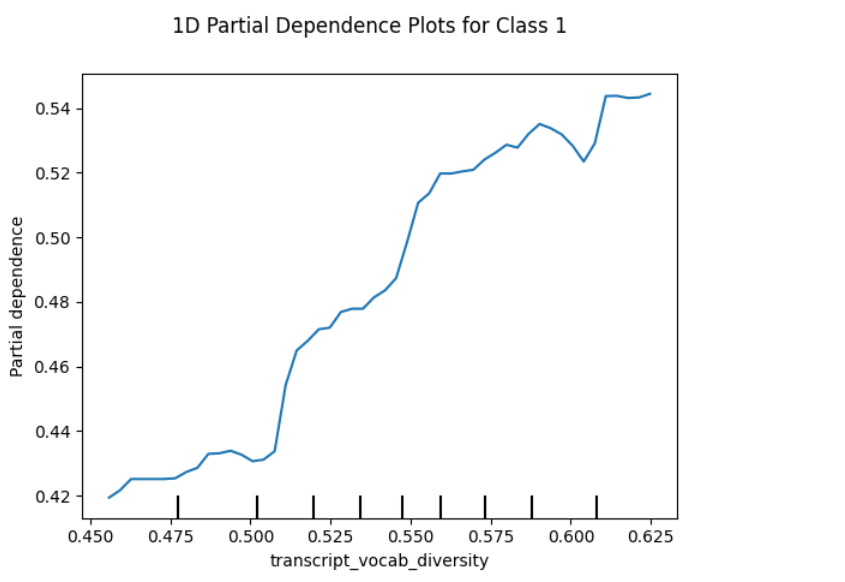 1D Partial Dependence Plots for Class 1
0.54
0.52
0.50
0.48
0.46
0.44
0.42
Partial dependence
0.450 0.475 0.500 0.525 0.550 0.575 0.600 0.625
transcript_vocab_diversity